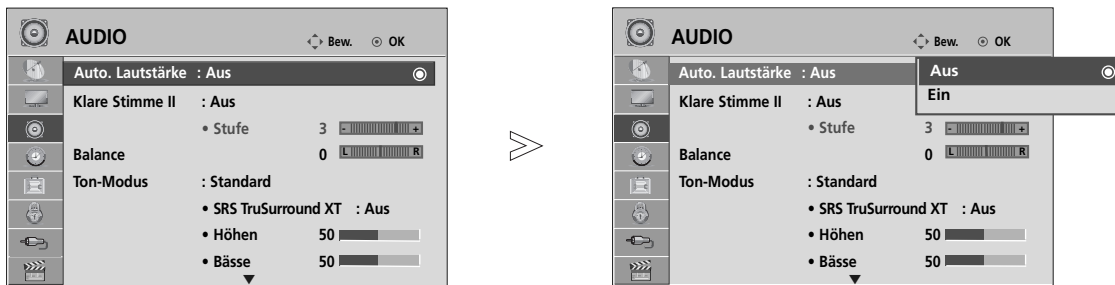 AUDIO
Bew.
OK
Auto. Lautstärke : Aus
Klare Stimme II : Aus
• Stufe 3 - +
Balance 0 L R
Ton-Modus : Standard
• SRS TruSurround XT : Aus
• Höhen 50
• Bässe 50
AUDIO
Bew.
OK
Auto. Lautstärke : Aus
Aus
Ein
Klare Stimme II : Aus
• Stufe 3 - +
Balance 0 L R
Ton-Modus : Standard
• SRS TruSurround XT : Aus
• Höhen 50
• Bässe 50